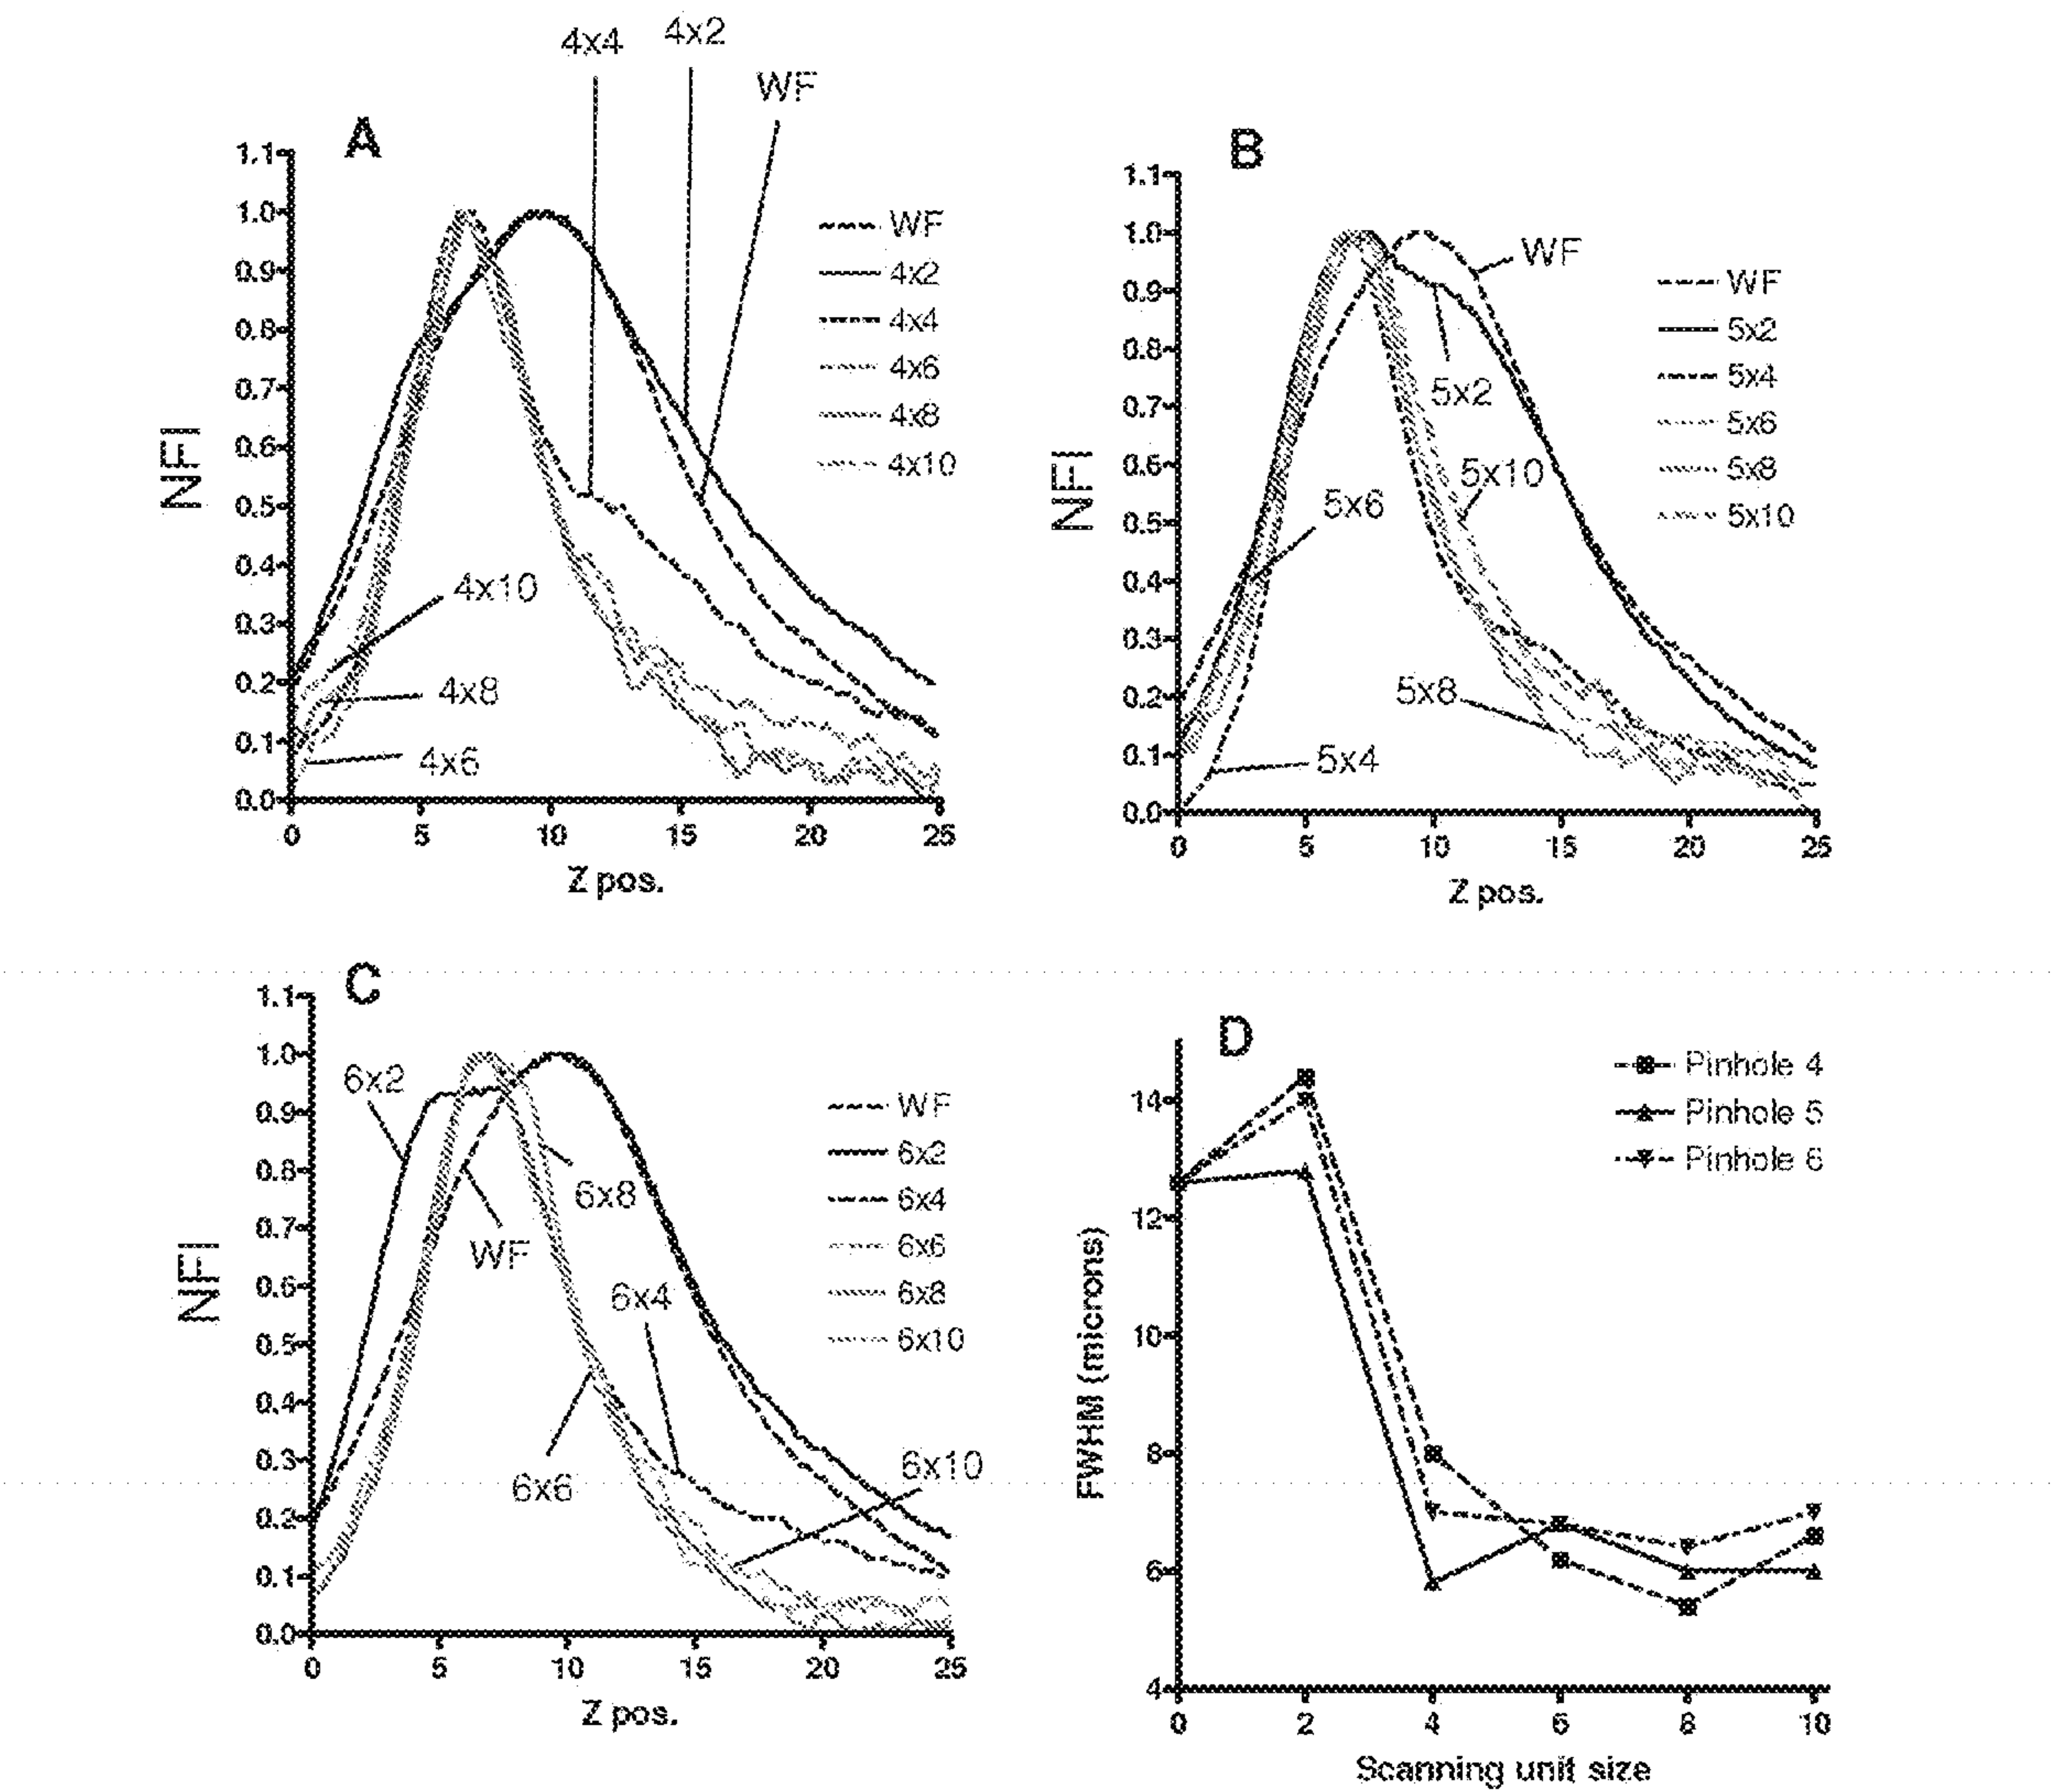 4x4 4x2
WF
A
1.1
1.0
0.9
0.8
0.7
0.6
0.5
0.4
0.3
0.2
0.1
0.0
NFI
WF
4x2
4x4
4x6
4x8
4x10
4x10
4x8
4x6
0 5 10 15 20 25
Z pos.
B
1.1
1.0
0.9
0.8
0.7
0.6
0.5
0.4
0.3
0.2
0.1
0.0
NFI
WF
5x2
5x10
5x6
5x8
5x4
WF
5x2
5x4
5x6
5x8
5x10
0 5 10 15 20 25
Z pos.
C
1.1
1.0
0.9
0.8
0.7
0.6
0.5
0.4
0.3
0.2
0.1
0.0
NFI
6x2
WF
6x8
6x4
6x6
6x10
WF
6x2
6x4
6x6
6x8
6x10
0 5 10 15 20 25
Z pos.
D
14
12
10
8
6
4
FWHM (microns)
Pinhole 4
Pinhole 5
Pinhole 6
0 2 4 6 8 10
Scanning unit size